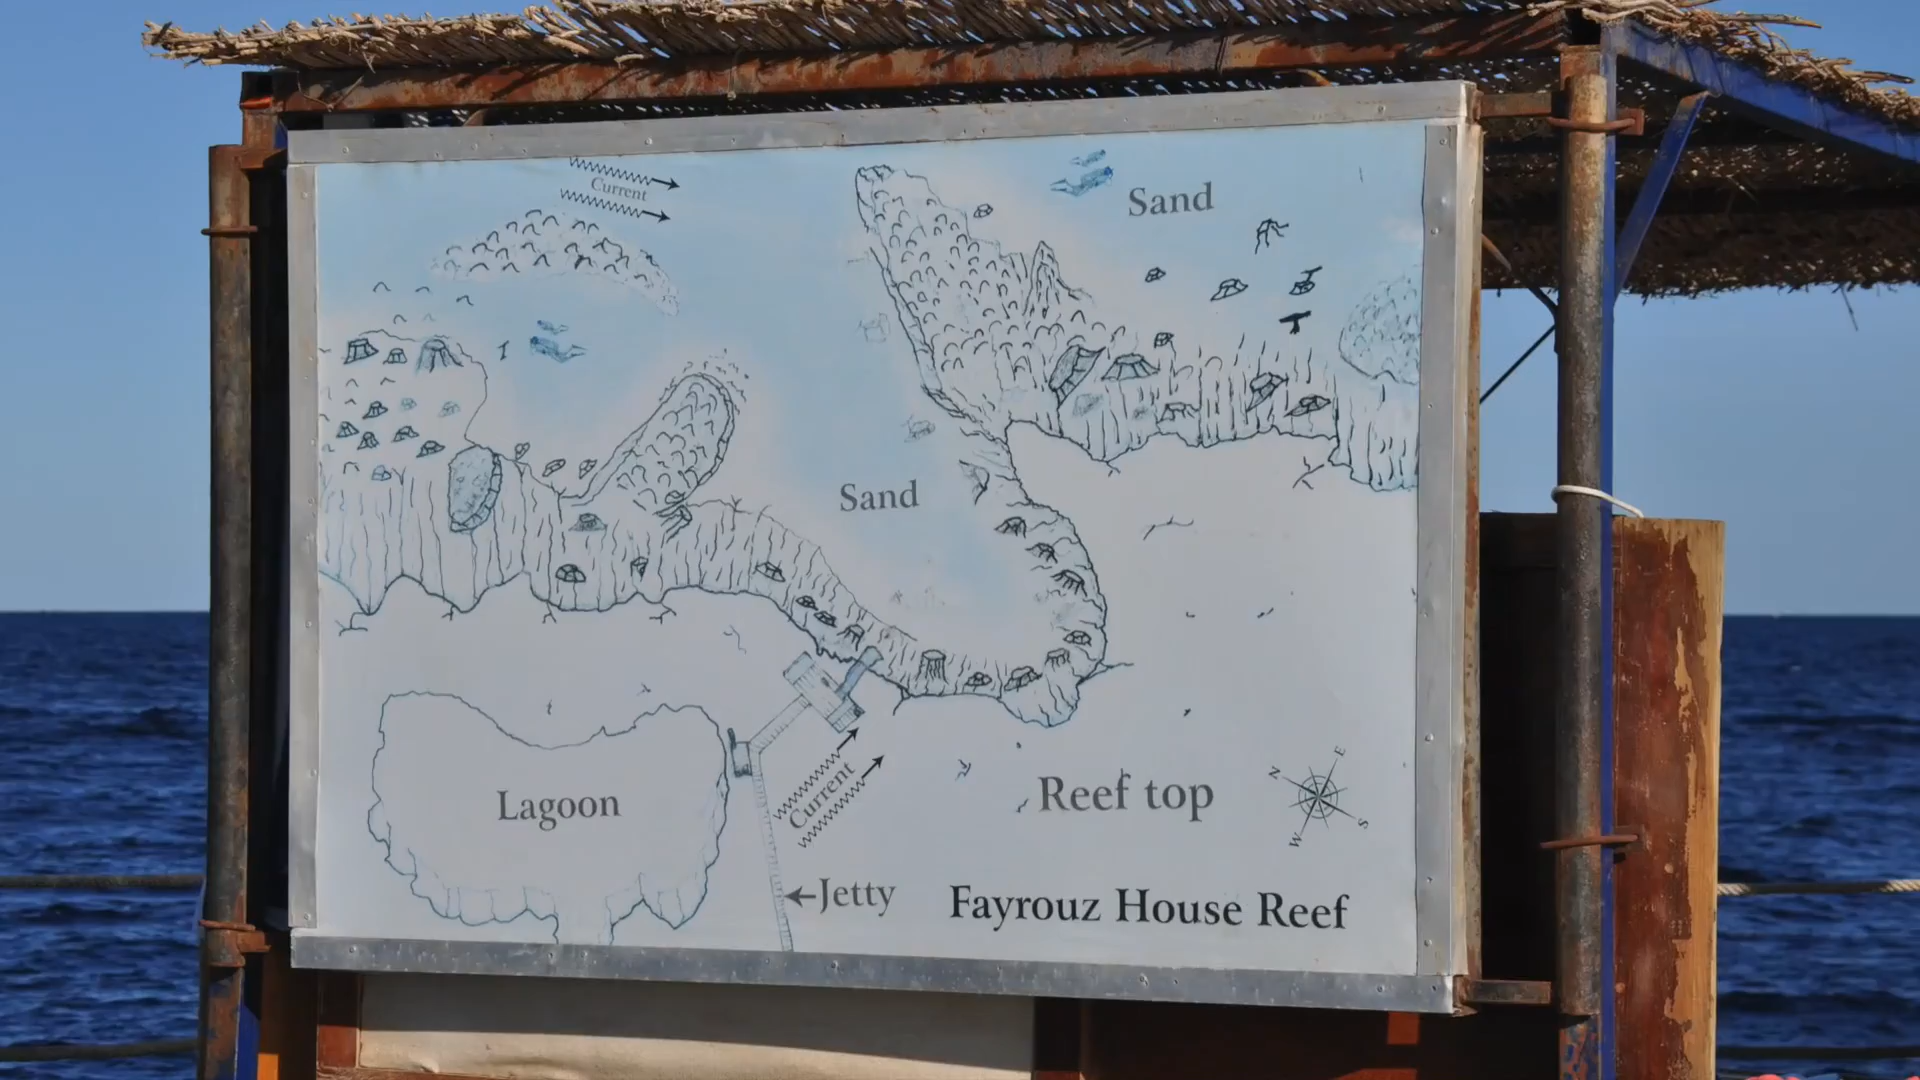 Current
Sand
Sand
Lagoon
Current
Reef top
N
E
S
W
Jetty
Fayrouz House Reef